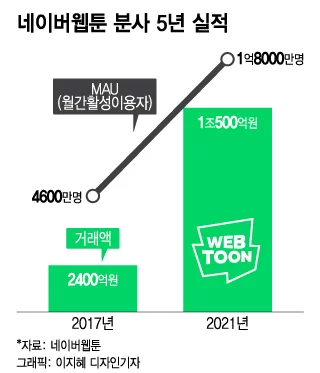 네이버웹툰 분사 5년 실적
1억8000만명
MAU
(월간활성이용자)
1조500억원
4600만명
WEB
TOON
거래액
2400억원
2017년
2021년
*자료: 네이버웹툰
그래픽: 이지혜 디자인기자